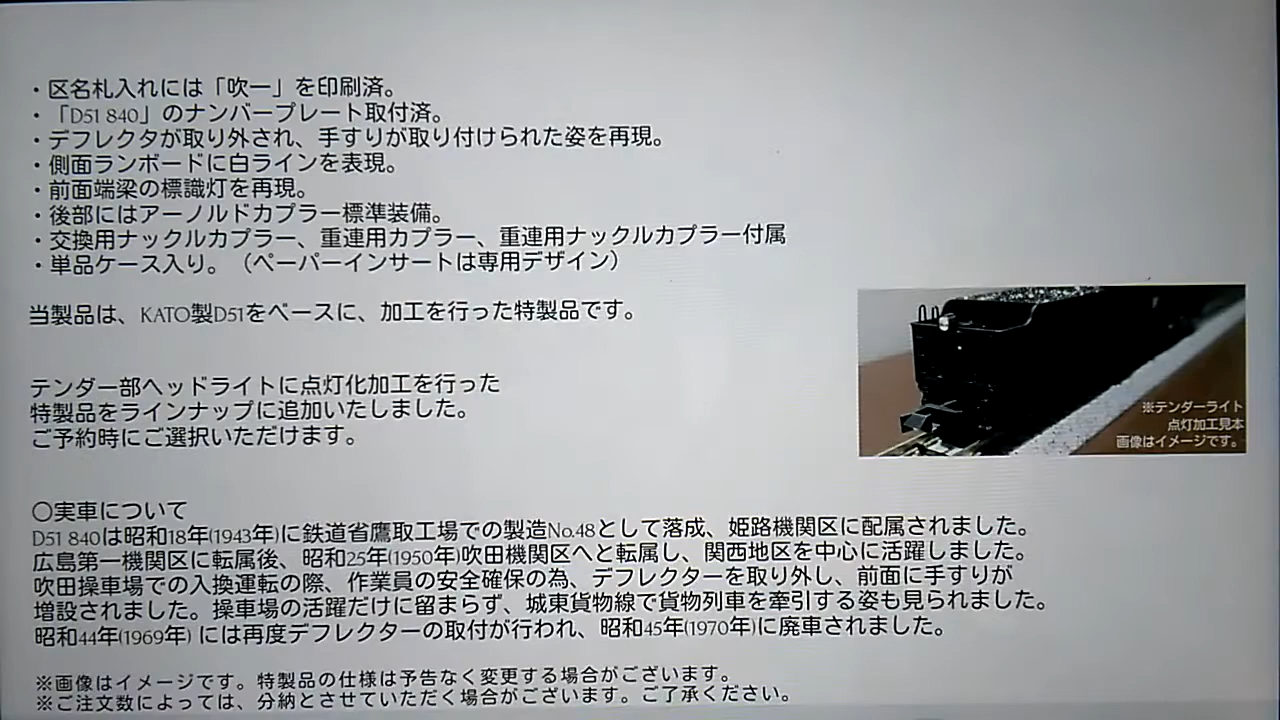 ・区名札入れには「吹一」を印刷済。
・「D51 840」のナンバープレート取付済。
・デフレクタが取り外され、手すりが取り付けられた姿を再現。
・側面ランボードに白ラインを表現。
・前面端梁の標識灯を再現。
・後部にはアーノルドカプラー標準装備。
・交換用ナックルカプラー、重連用カプラー、重連用ナックルカプラー付属
・単品ケース入り。（ペーパーインサートは専用デザイン）
当製品は、KATO製D51をベースに、加工を行った特製品です。
テンダー部ヘッドライトに点灯化加工を行った
特製品をラインナップに追加いたしました。
ご予約時にご選択いただけます。
※テンダーライト
点灯加工見本
画像はイメージです。
〇実車について
D51 840は昭和18年(1943年)に鉄道省鷹取工場での製造No.48として落成、姫路機関区に配属されました。
広島第一機関区に転属後、昭和25年(1950年)吹田機関区へと転属し、関西地区を中心に活躍しました。
吹田操車場での入換運転の際、作業員の安全確保の為、デフレクターを取り外し、前面に手すりが
増設されました。操車場の活躍だけに留まらず、城東貨物線で貨物列車を牽引する姿も見られました。
昭和44年(1969年) には再度デフレクターの取付が行われ、昭和45年(1970年)に廃車されました。
※画像はイメージです。特製品の仕様は予告なく変更する場合がございます。
※ご注文数によっては、分納とさせていただく場合がございます。ご了承ください。